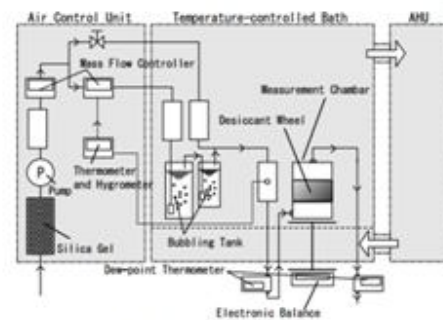 Air Control Unit
Temperature-controlled Bath
AHU
Mass Flow Controller
Measurement Chambar
Desiccant Wheel
Thermometer
and Hygrometer
P
Pump
Bubbling Tank
Silica Gel
Dew-point Thermometer
Electronic Balance